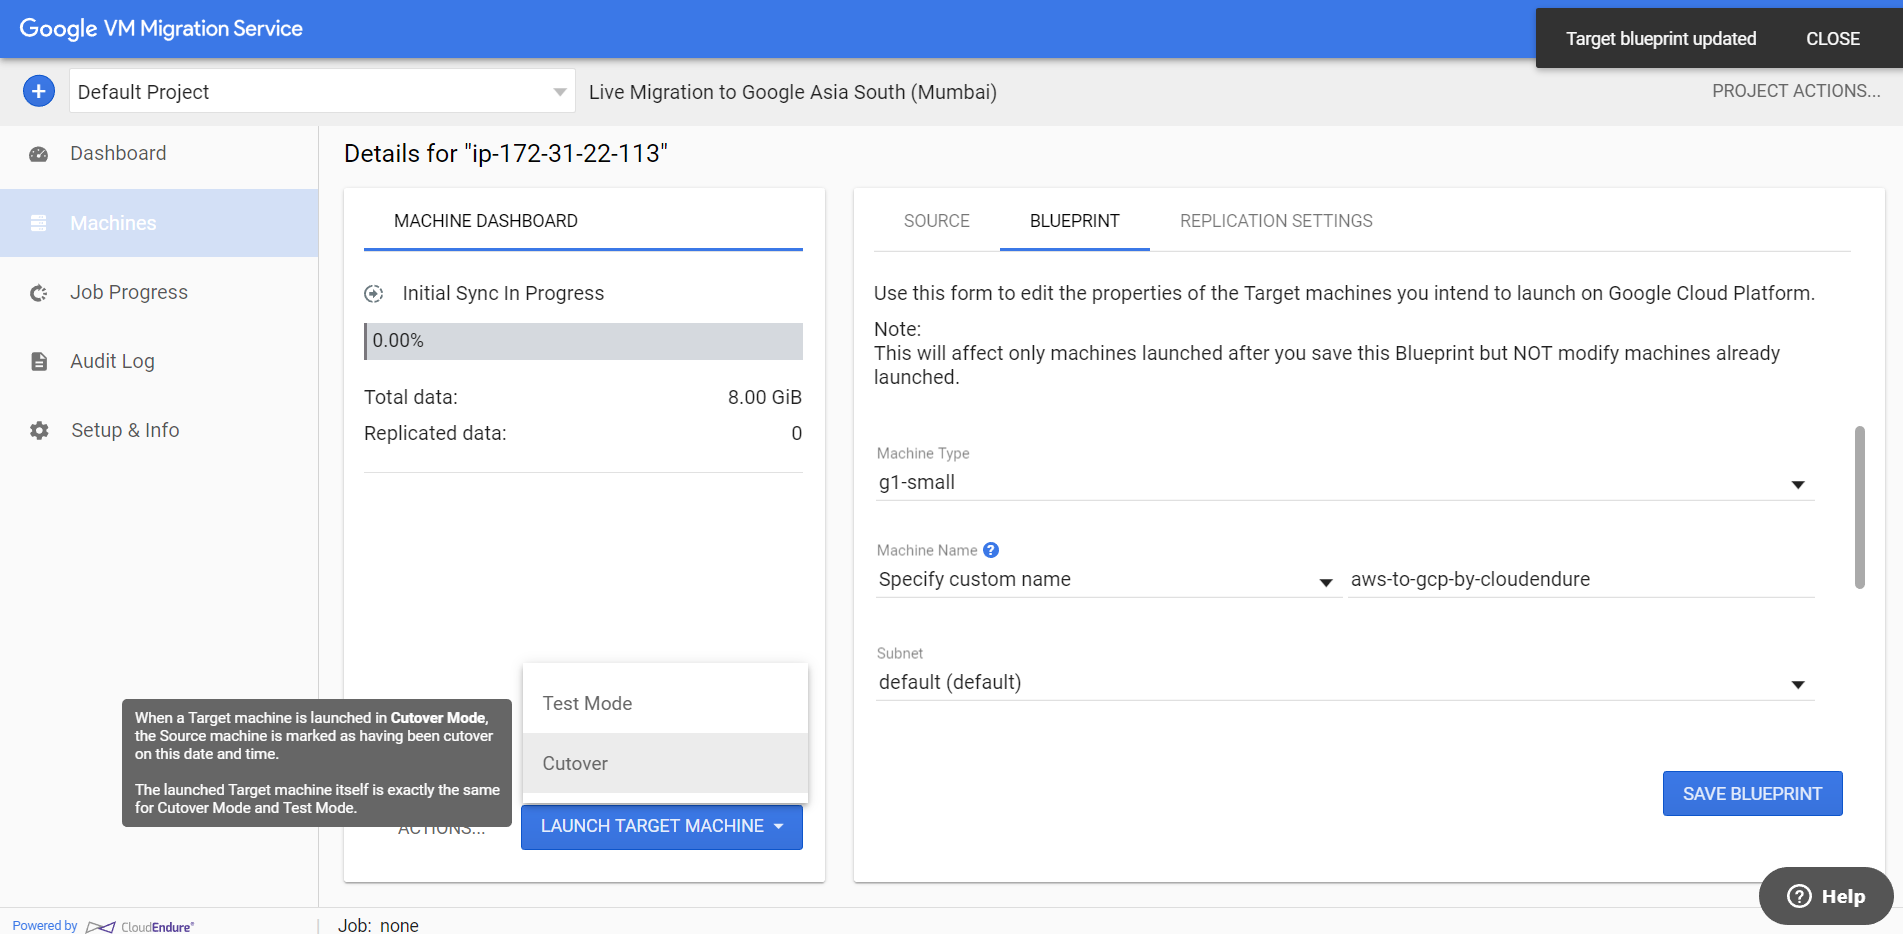 Google VM Migration Service
Target blueprint updated CLOSE
+ Default Project Live Migration to Google Asia South (Mumbai) PROJECT ACTIONS...
Dashboard
Machines
Job Progress
Audit Log
Setup & Info
Details for "ip-172-31-22-113"
MACHINE DASHBOARD
Initial Sync In Progress
0.00%
Total data: 8.00 GiB
Replicated data: 0
Test Mode
Cutover
When a Target machine is launched in Cutover Mode,
the Source machine is marked as having been cutover
on this date and time.
The launched Target machine itself is exactly the same
for Cutover Mode and Test Mode.
ACTIONS...
LAUNCH TARGET MACHINE
SOURCE BLUEPRINT REPLICATION SETTINGS
Use this form to edit the properties of the Target machines you intend to launch on Google Cloud Platform.
Note:
This will affect only machines launched after you save this Blueprint but NOT modify machines already
launched.
Machine Type
g1-small
Machine Name ?
Specify custom name aws-to-gcp-by-cloudendure
Subnet
default (default)
SAVE BLUEPRINT
? Help
Powered by CloudEndure® Job: none